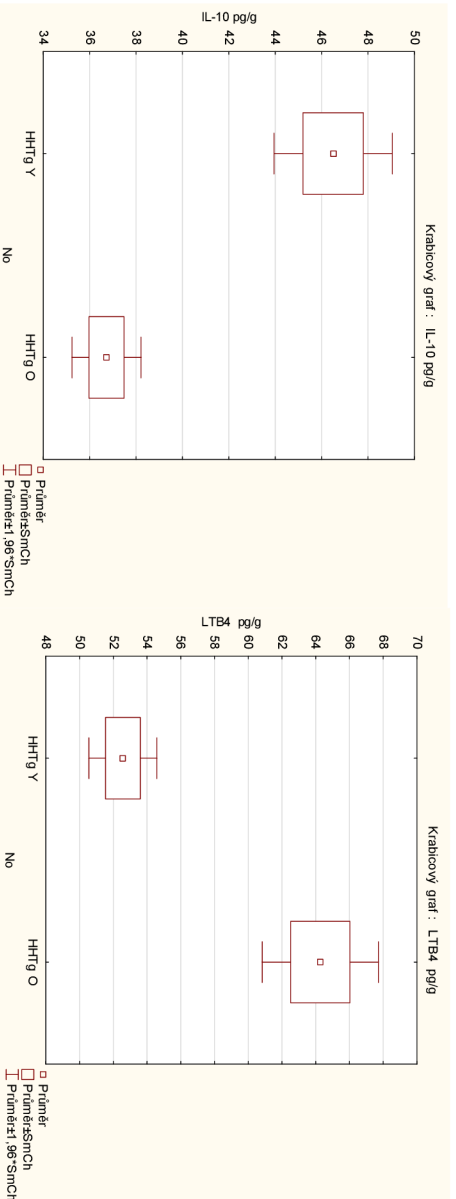 Krabicový graf : IL-10 pg/g
IL-10 pg/g
50
48
46
44
42
40
38
36
34
HHTg Y
HHTg O
No
Průměr
Průměr±SmCh
Průměr±1,96*SmCh
Krabicový graf : LTB4 pg/g
LTB4 pg/g
70
68
66
64
62
60
58
56
54
52
50
48
HHTg Y
HHTg O
No
Průměr
Průměr±SmCh
Průměr±1,96*SmCh